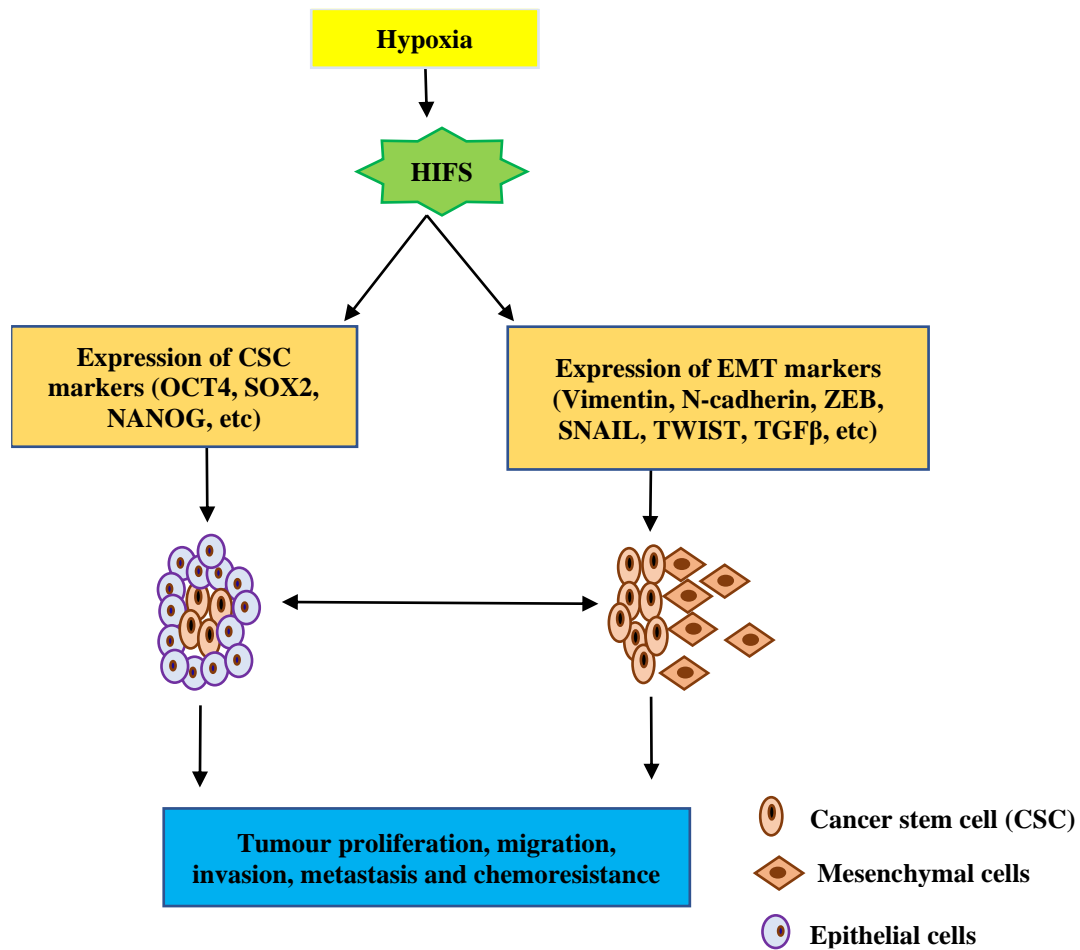 Hypoxia
HIFS
Expression of CSC
markers (OCT4, SOX2,
NANOG, etc)
Expression of EMT markers
(Vimentin, N-cadherin, ZEB,
SNAIL, TWIST, TGFβ, etc)
Tumour proliferation, migration,
invasion, metastasis and chemoresistance
Cancer stem cell (CSC)
Mesenchymal cells
Epithelial cells